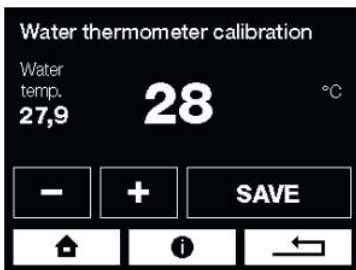 Water thermometer calibration
Water
temp.
27,9
28
°C
− + SAVE